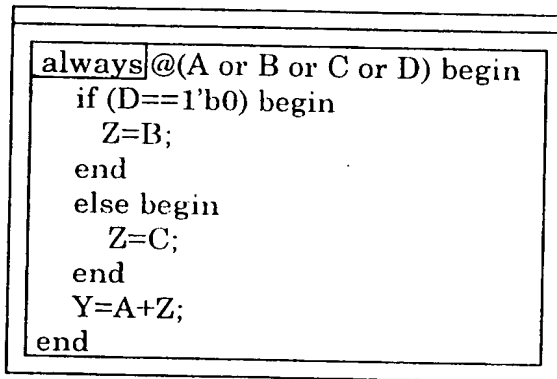 always @(A or B or C or D) begin
if (D==1'b0) begin
Z=B;
end
else begin
Z=C;
end
Y=A+Z;
end